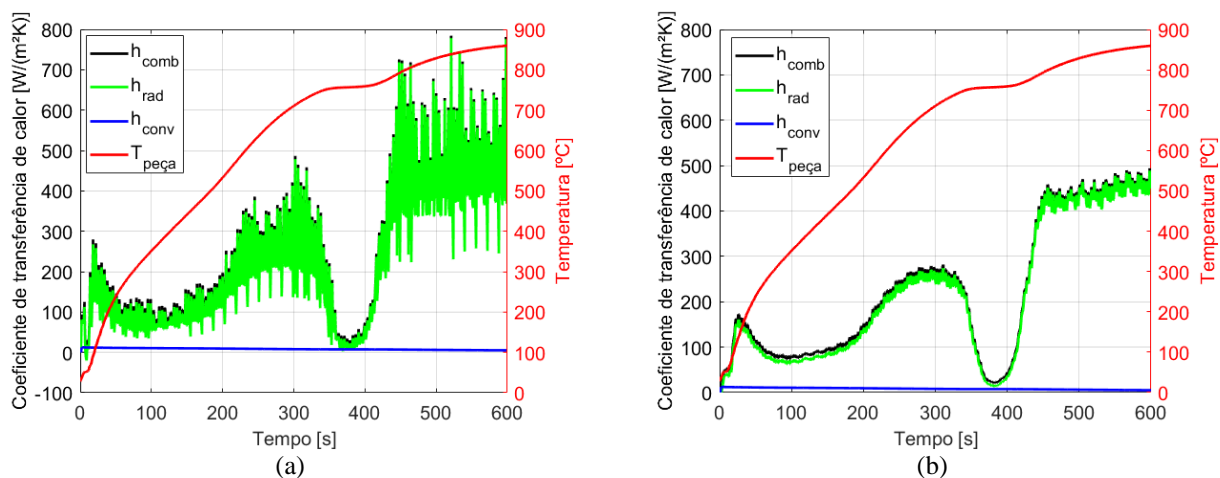 Coeficiente de transferência de calor [W/(m²K)]
800
700
600
500
400
300
200
100
0
-100
h_comb
h_rad
h_conv
T_peça
900
800
700
600
500
400
300
200
100
0
Temperatura [ºC]
0 100 200 300 400 500 600
Tempo [s]
(a)
Coeficiente de transferência de calor [W/(m²K)]
800
700
600
500
400
300
200
100
0
h_comb
h_rad
h_conv
T_peça
900
800
700
600
500
400
300
200
100
0
Temperatura [ºC]
0 100 200 300 400 500 600
Tempo [s]
(b)